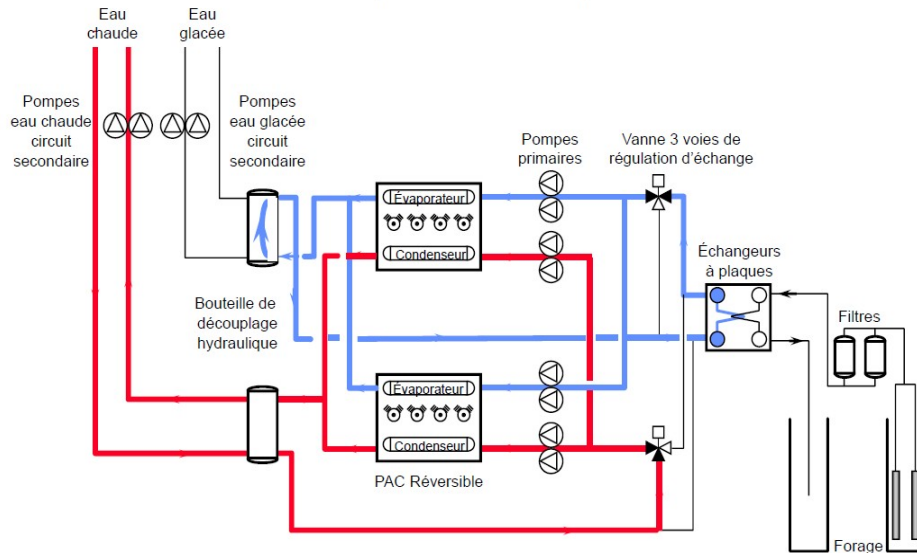 Eau
chaude
Eau
glacée
Pompes
eau chaude
circuit
secondaire
Pompes
eau glacée
circuit
secondaire
Pompes
primaires
Vanne 3 voies de
régulation d'échange
Évaporateur
Condenseur
Échangeurs
à plaques
Filtres
Bouteille de
découplage
hydraulique
Évaporateur
Condenseur
PAC Réversible
Forage